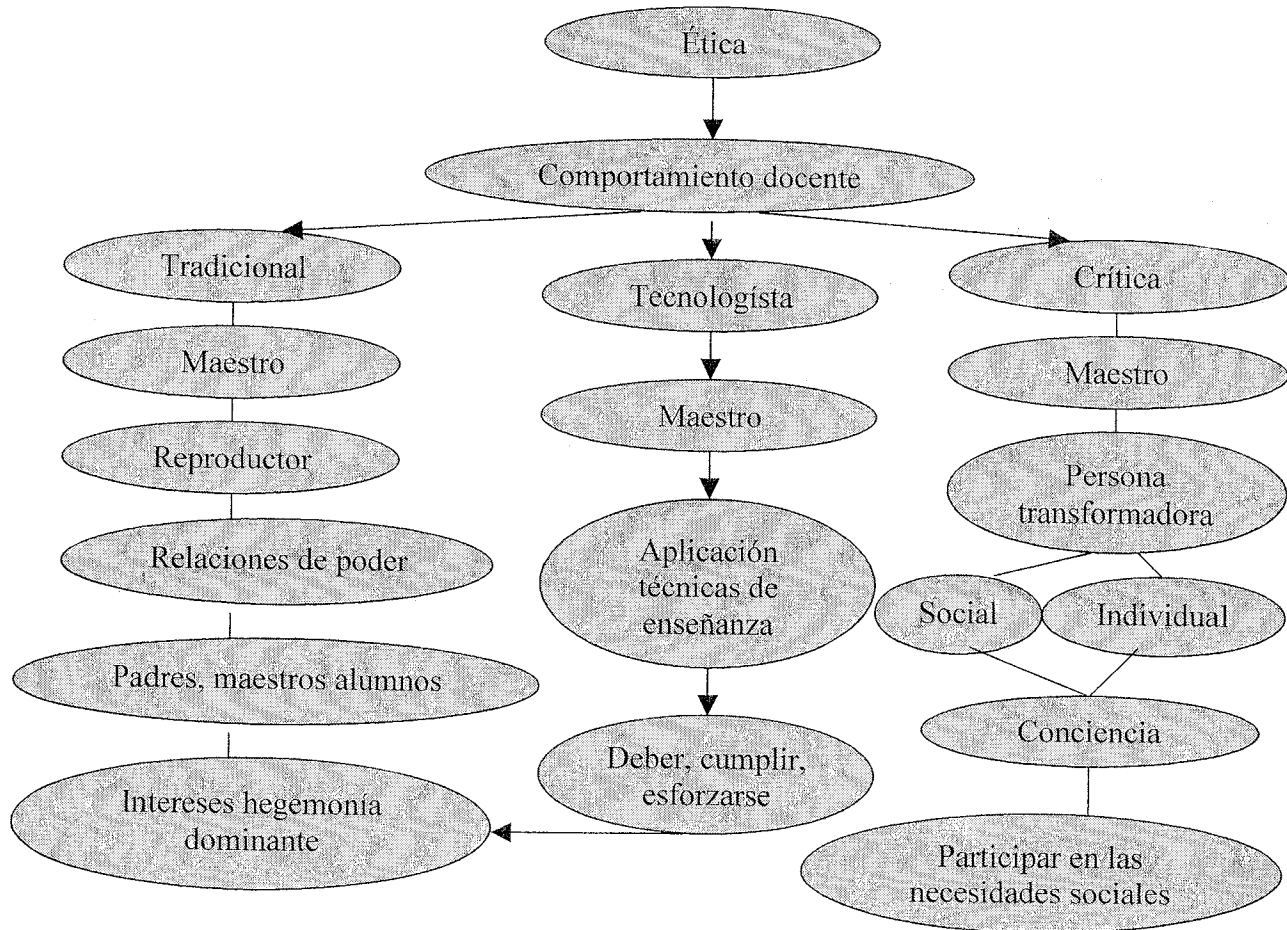 Ética
Comportamiento docente
Tradicional
Tecnologísta
Crítica
Maestro
Maestro
Maestro
Reproductor
Persona
transformadora
Relaciones de poder
Aplicación
técnicas de
enseñanza
Social
Individual
Padres, maestros alumnos
Conciencia
Deber, cumplir,
esforzarse
Intereses hegemonía
dominante
Participar en las
necesidades sociales